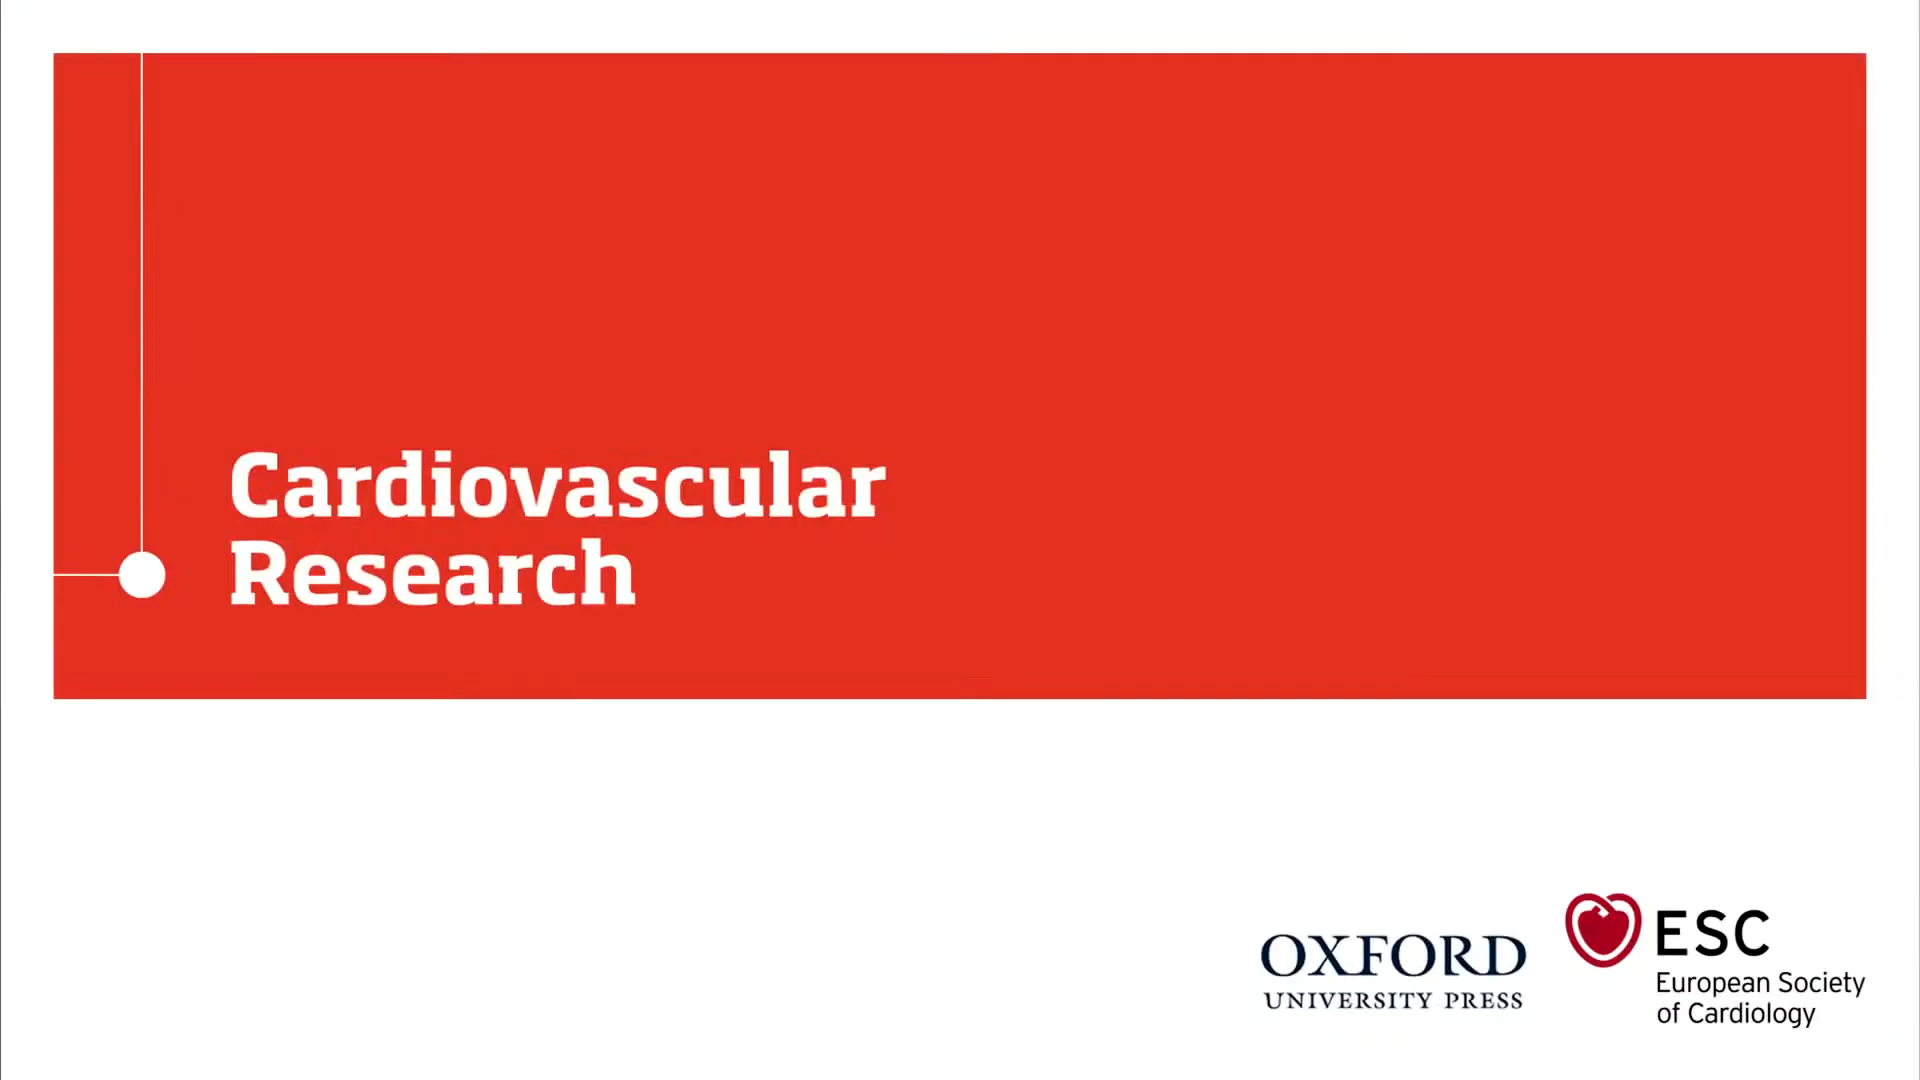 Cardiovascular
Research
OXFORD
UNIVERSITY PRESS
ESC
European Society
of Cardiology